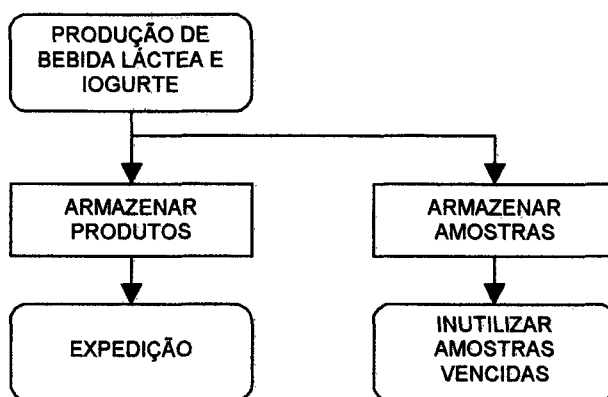 PRODUÇÃO DE
BEBIDA LÁCTEA E
IOGURTE
ARMAZENAR
PRODUTOS
ARMAZENAR
AMOSTRAS
EXPEDIÇÃO
INUTILIZAR
AMOSTRAS
VENCIDAS